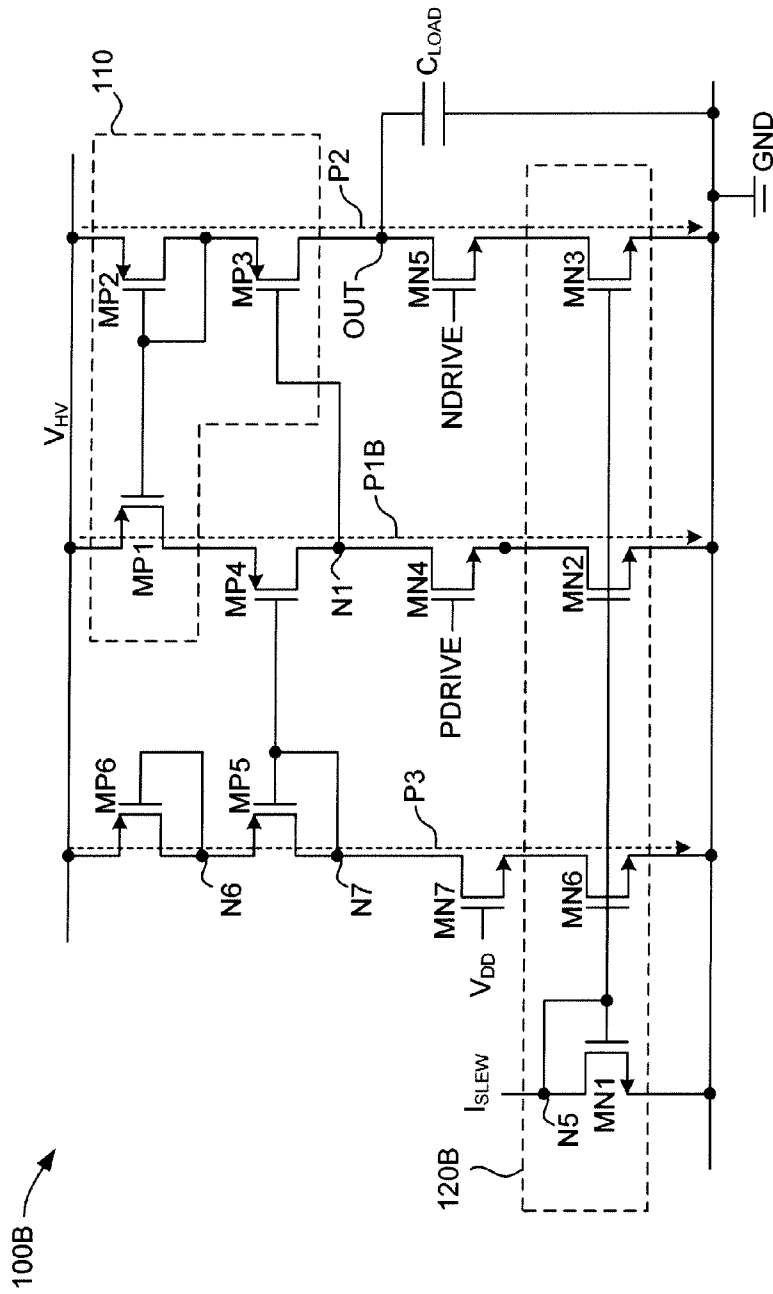 100B
V_HV
110
MP6
MP1
MP2
N6
MP5
MP4
MP3
P2
C_LOAD
N7
P3
N1
P1B
OUT
V_DD
MN7
PDRIVE
MN4
NDRIVE
MN5
I_SLEW
N5
MN1
MN6
MN2
MN3
120B
GND